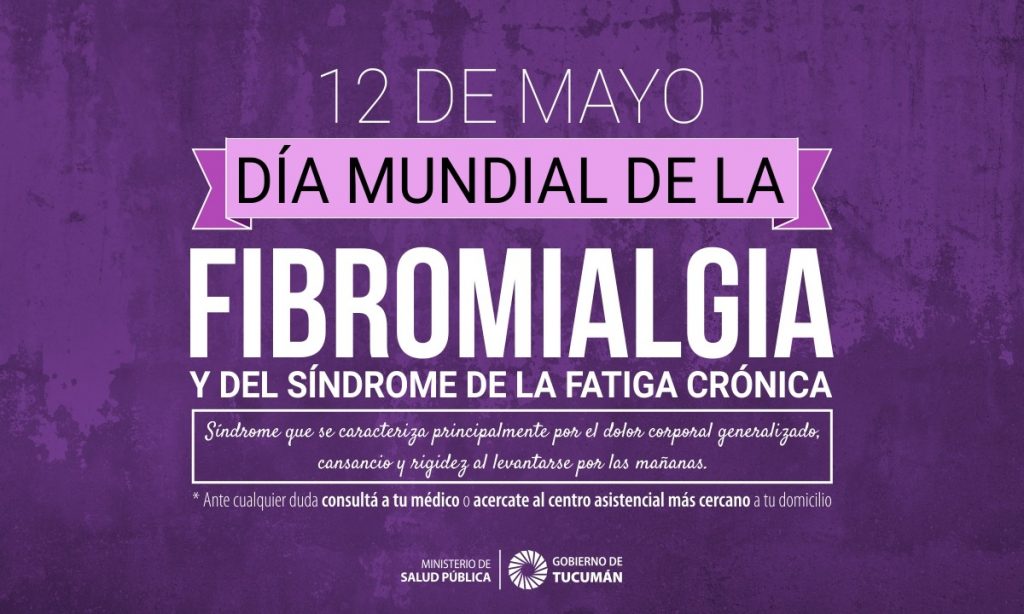 12 DE MAYO
DÍA MUNDIAL DE LA
FIBROMIALGIA
Y DEL SÍNDROME DE LA FATIGA CRÓNICA
Síndrome que se caracteriza principalmente por el dolor corporal generalizado,
cansancio y rigidez al levantarse por las mañanas.
* Ante cualquier duda consultá a tu médico o acercate al centro asistencial más cercano a tu domicilio
MINISTERIO DE
SALUD PÚBLICA
GOBIERNO DE
TUCUMÁN